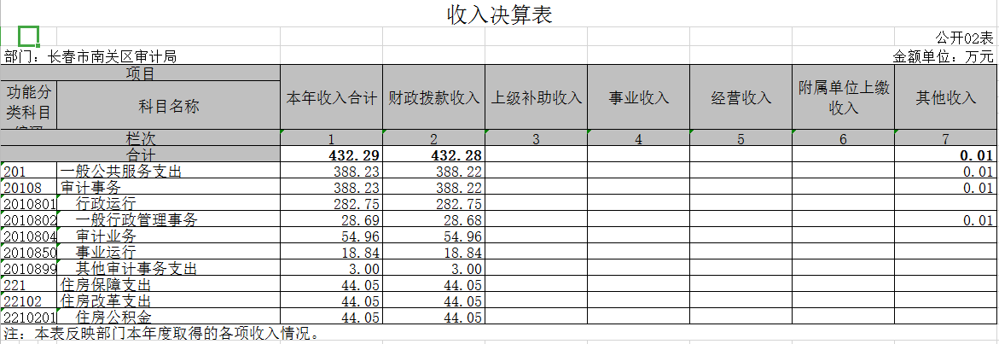 收入决算表
公开02表
部门：长春市南关区审计局 金额单位：万元
项目
功能分类科目编码 科目名称 本年收入合计 财政拨款收入 上级补助收入 事业收入 经营收入 附属单位上缴收入 其他收入
栏次 1 2 3 4 5 6 7
合计 432.29 432.28 0.01
201 一般公共服务支出 388.23 388.22 0.01
20108 审计事务 388.23 388.22 0.01
2010801 行政运行 282.75 282.75
2010802 一般行政管理事务 28.69 28.68 0.01
2010804 审计业务 54.96 54.96
2010850 事业运行 18.84 18.84
2010899 其他审计事务支出 3.00 3.00
221 住房保障支出 44.05 44.05
22102 住房改革支出 44.05 44.05
2210201 住房公积金 44.05 44.05
注：本表反映部门本年度取得的各项收入情况。